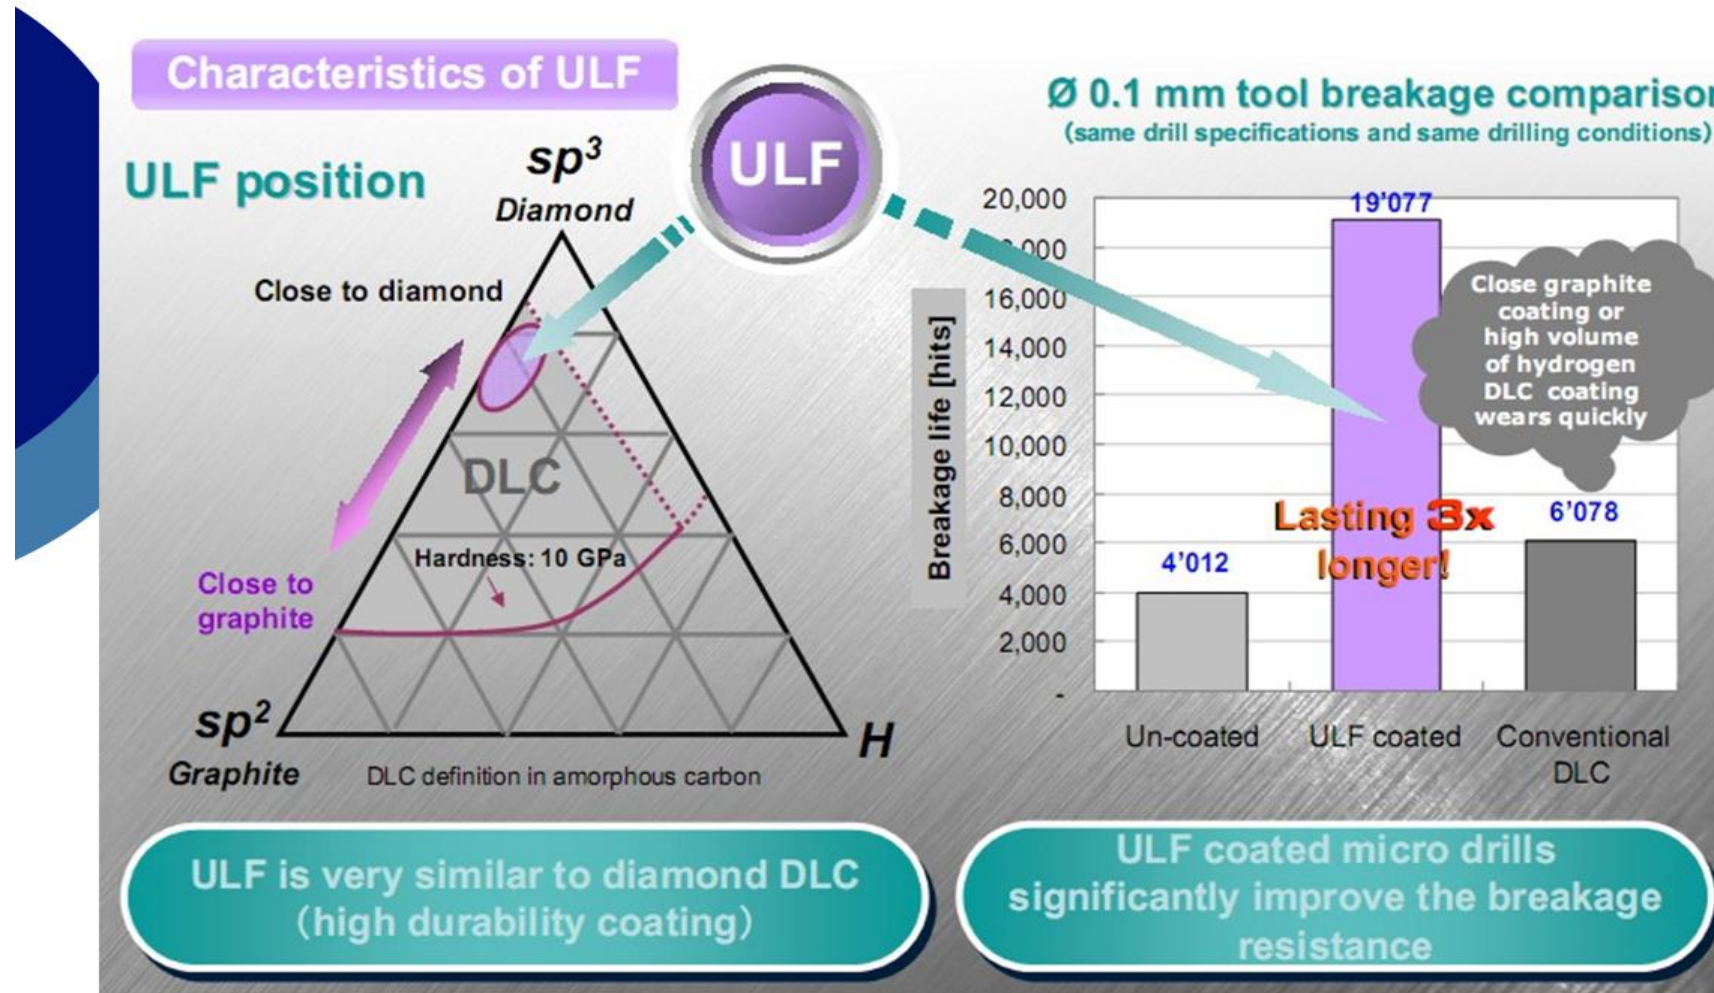 Characteristics of ULF
ULF position
sp³
Diamond
Close to diamond
DLC
Hardness: 10 GPa
Close to
graphite
sp²
Graphite
H
DLC definition in amorphous carbon
ULF
Ø 0.1 mm tool breakage compariso
(same drill specifications and same drilling conditions)
Breakage life [hits]
20,000
16,000
14,000
12,000
10,000
8,000
6,000
4,000
2,000
-
4’012
19’077
6’078
Lasting 3x
longer!
Close graphite
coating or
high volume
of hydrogen
DLC coating
wears quickly
Un-coated
ULF coated
Conventional
DLC
ULF is very similar to diamond DLC
(high durability coating)
ULF coated micro drills
significantly improve the breakage
resistance